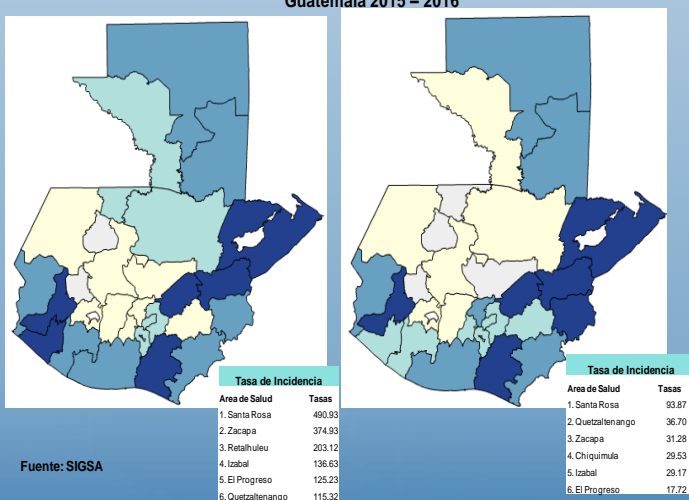 Guatemala 2015 – 2016
Tasa de Incidencia
Area de Salud Tasas
1. Santa Rosa 490.93
2. Zacapa 374.93
3. Retalhuleu 203.12
4. Izabal 136.63
5. El Progreso 125.23
6. Quetzaltenango 115.32
Tasa de Incidencia
Area de Salud Tasas
1. Santa Rosa 93.87
2. Quetzaltenango 36.70
3. Zacapa 31.28
4. Chiquimula 29.53
5. Izabal 29.17
6. El Progreso 17.72
Fuente: SIGSA